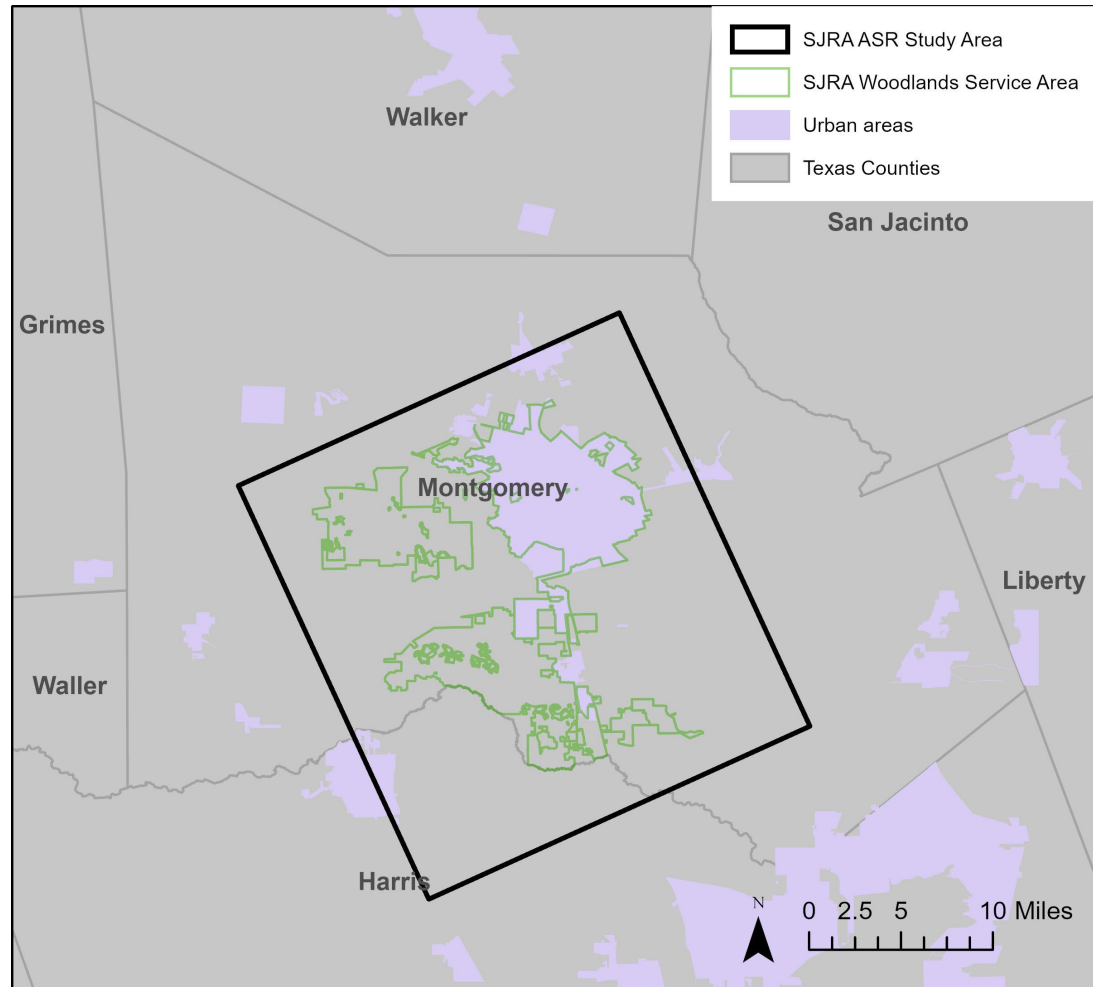 SJRA ASR Study Area
SJRA Woodlands Service Area
Urban areas
Texas Counties
Walker
San Jacinto
Grimes
Montgomery
Liberty
Waller
Harris
N
0 2.5 5 10 Miles